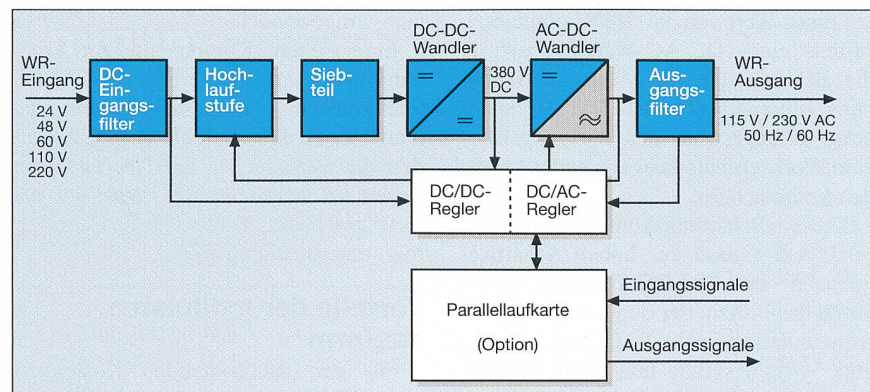 DC-DC-
Wandler
AC-DC-
Wandler
WR-
Eingang
24 V
48 V
60 V
110 V
220 V
DC-
Ein-
gangs-
filter
Hoch-
lauf-
stufe
Sieb-
teil
380 V
DC
Aus-
gangs-
filter
WR-
Ausgang
115 V / 230 V AC
50 Hz / 60 Hz
DC/DC-
Regler
DC/AC-
Regler
Parallellaufkarte
(Option)
Eingangssignale
Ausgangssignale